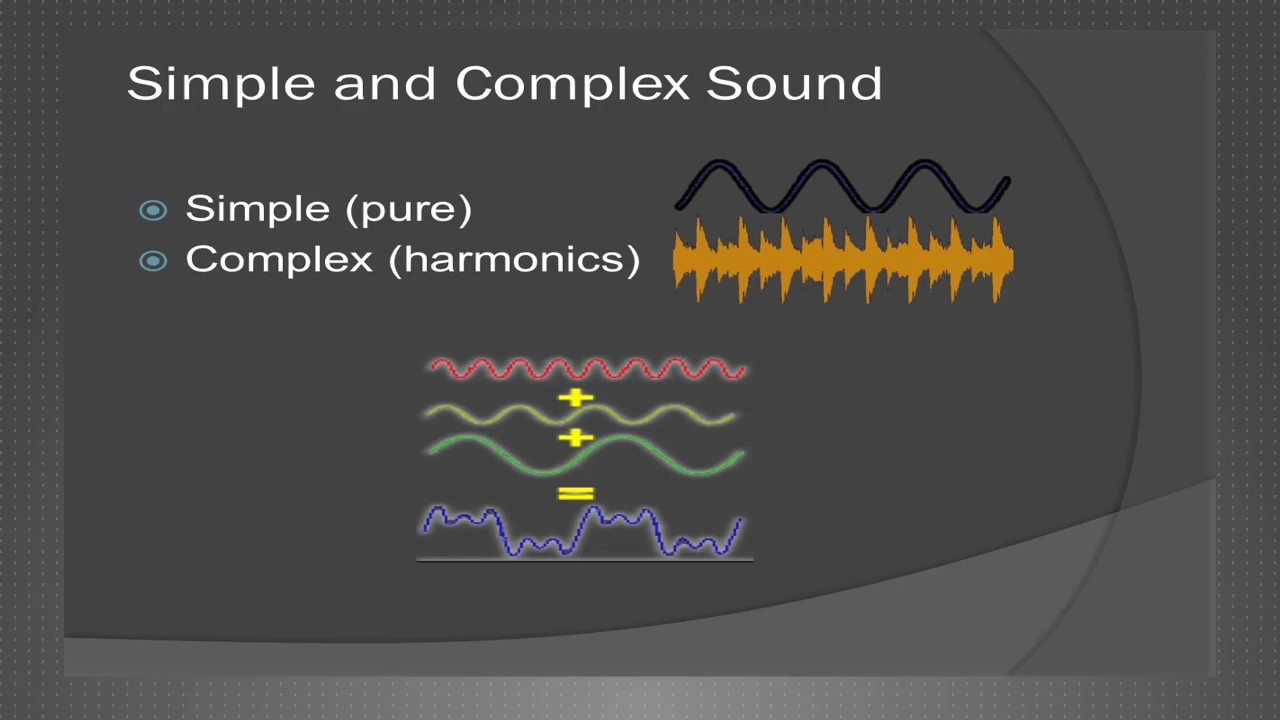 Simple and Complex Sound
Simple (pure)
Complex (harmonics)
+
+
=